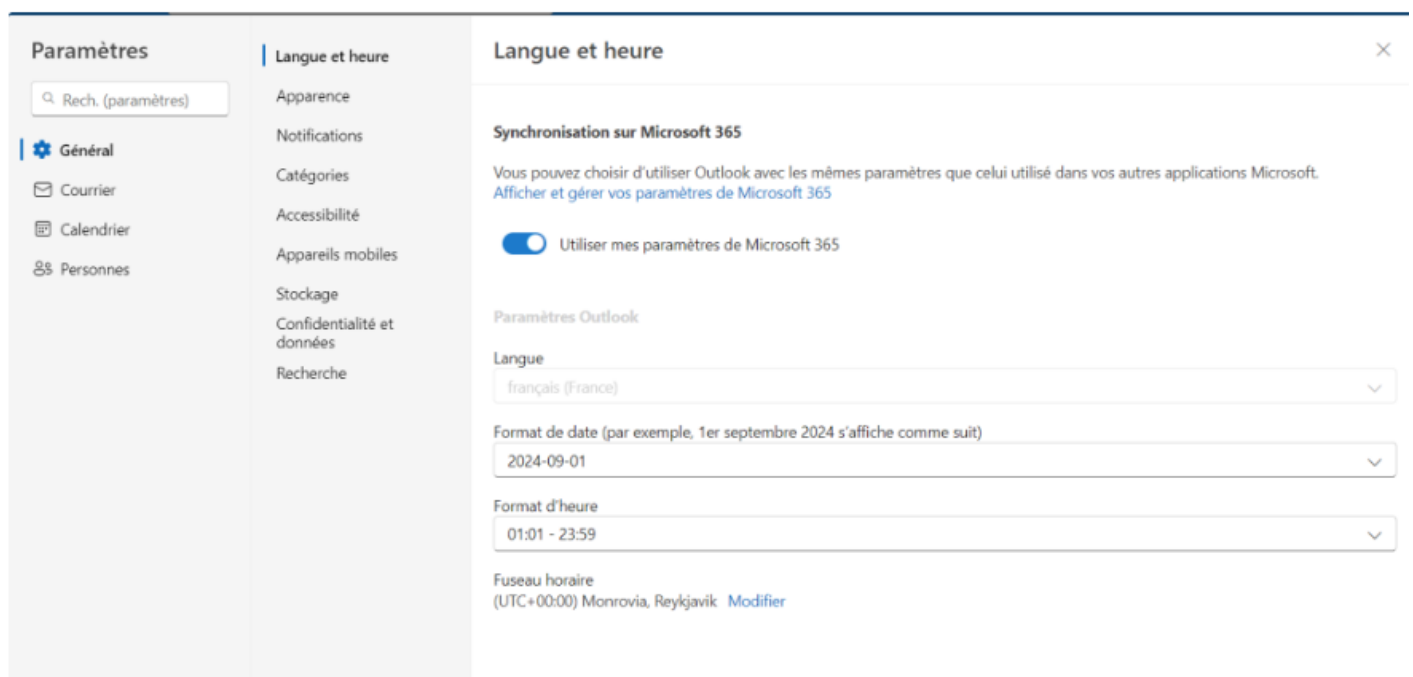 Paramètres
Rech. (paramètres)
Général
Courrier
Calendrier
Personnes
Langue et heure
Apparence
Notifications
Catégories
Accessibilité
Appareils mobiles
Stockage
Confidentialité et
données
Recherche
Langue et heure
Synchronisation sur Microsoft 365
Vous pouvez choisir d'utiliser Outlook avec les mêmes paramètres que celui utilisé dans vos autres applications Microsoft.
Afficher et gérer vos paramètres de Microsoft 365
Utiliser mes paramètres de Microsoft 365
Paramètres Outlook
Langue
français (France)
Format de date (par exemple, 1er septembre 2024 s'affiche comme suit)
2024-09-01
Format d'heure
01:01 - 23:59
Fuseau horaire
(UTC+00:00) Monrovia, Reykjavik Modifier